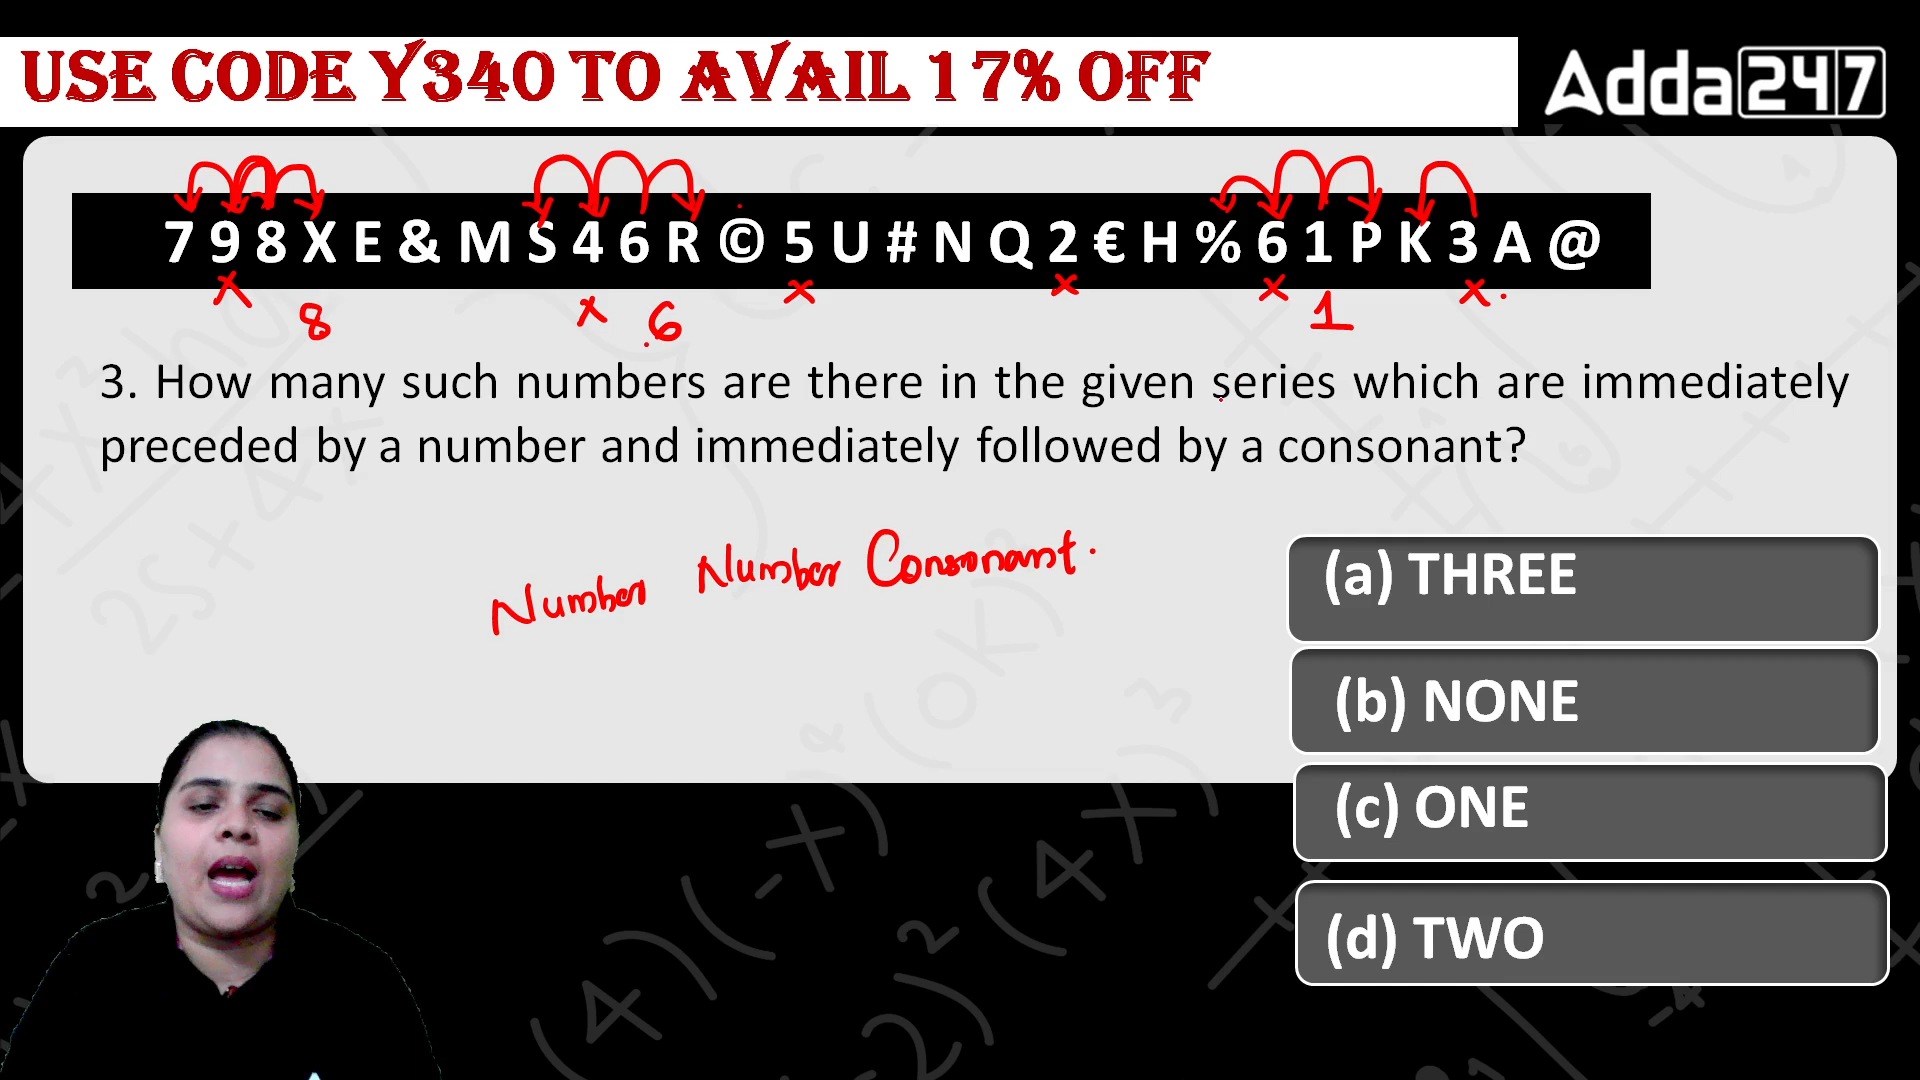 USE CODE Y340 TO AVAIL 17% OFF
Adda247
7 9 8 X E & M S 4 6 R © 5 U # N Q 2 € H % 6 1 P K 3 A @
x 8 x 6 x x x 1 x
3. How many such numbers are there in the given series which are immediately
preceded by a number and immediately followed by a consonant?
Number Number Consonant.
(a) THREE
(b) NONE
(c) ONE
(d) TWO